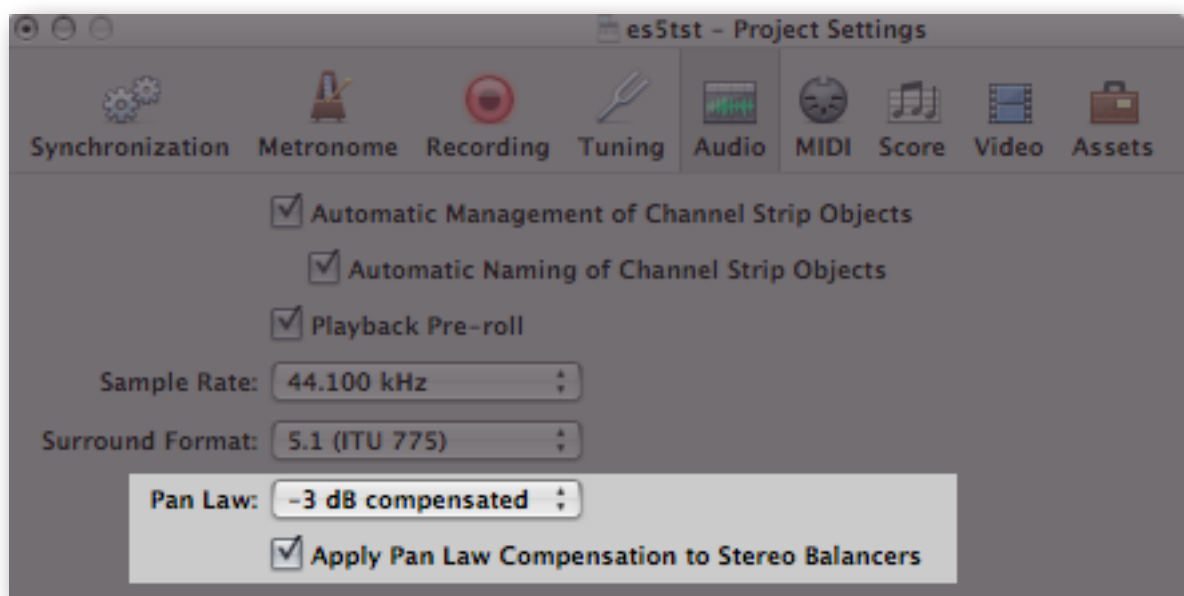 es5tst - Project Settings
Synchronization Metronome Recording Tuning Audio MIDI Score Video Assets
Automatic Management of Channel Strip Objects
Automatic Naming of Channel Strip Objects
Playback Pre-roll
Sample Rate: 44.100 kHz
Surround Format: 5.1 (ITU 775)
Pan Law: -3 dB compensated
Apply Pan Law Compensation to Stereo Balancers